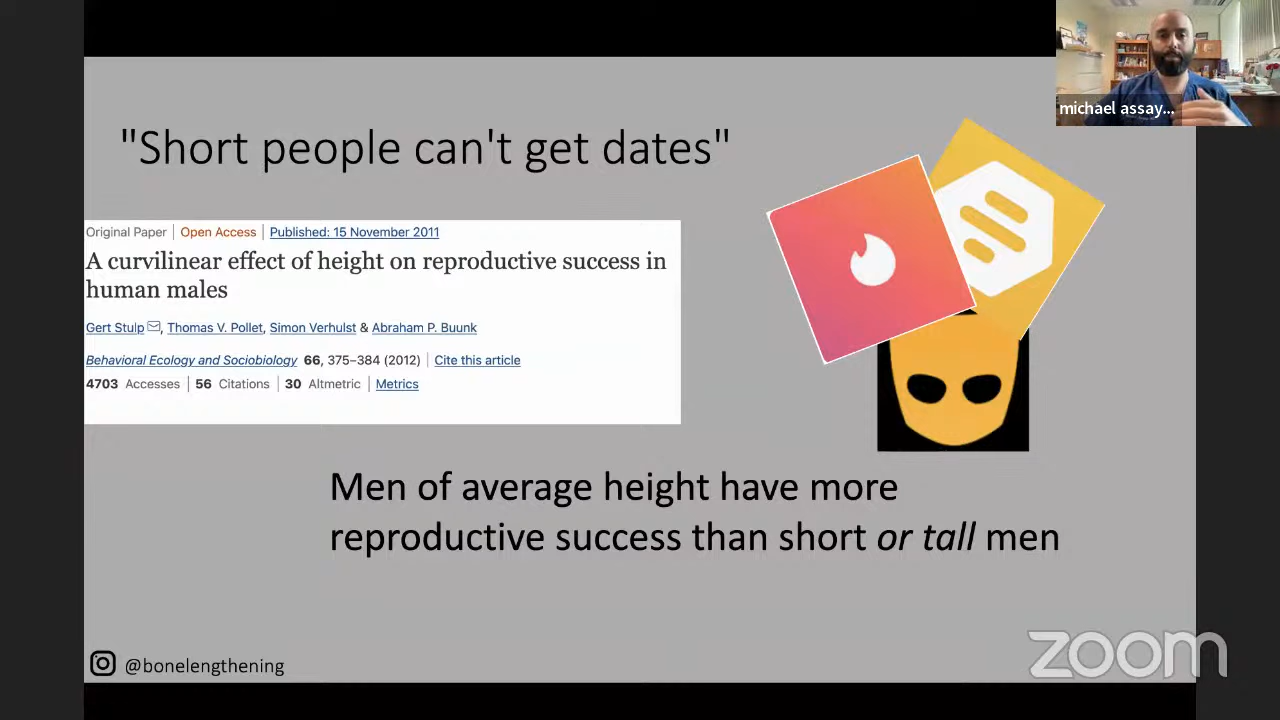 michael assay...
"Short people can't get dates"
Original Paper | Open Access | Published: 15 November 2011
A curvilinear effect of height on reproductive success in
human males
Gert Stulp, Thomas V. Pollet, Simon Verhulst & Abraham P. Buunk
Behavioral Ecology and Sociobiology 66, 375–384 (2012) | Cite this article
4703 Accesses | 56 Citations | 30 Altmetric | Metrics
Men of average height have more
reproductive success than short or tall men
@bonelengthening
zoom